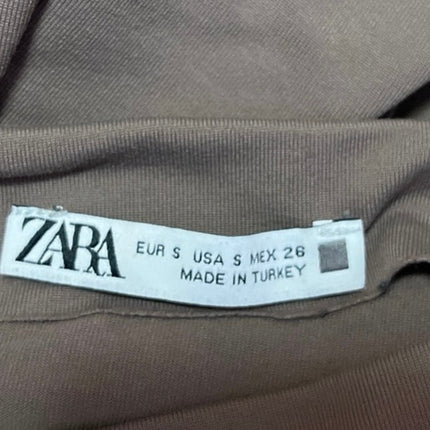 ZARA
EUR S USA S MEX 26
MADE IN TURKEY